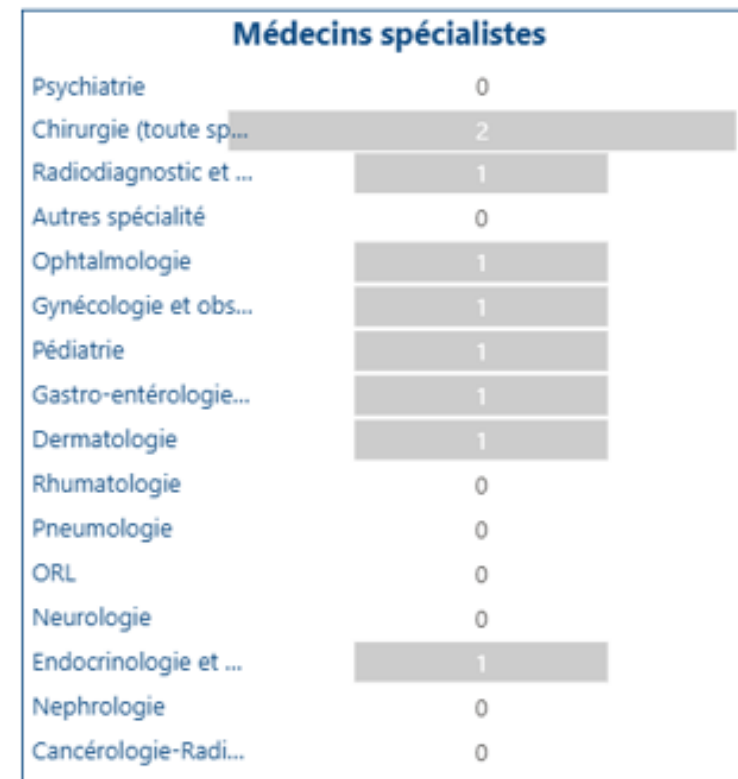 Médecins spécialistes
Psychiatrie 0
Chirurgie (toute sp... 2
Radiodiagnostic et ... 1
Autres spécialité 0
Ophtalmologie 1
Gynécologie et obs... 1
Pédiatrie 1
Gastro-entérologie... 1
Dermatologie 1
Rhumatologie 0
Pneumologie 0
ORL 0
Neurologie 0
Endocrinologie et ... 1
Nephrologie 0
Cancérologie-Radi... 0